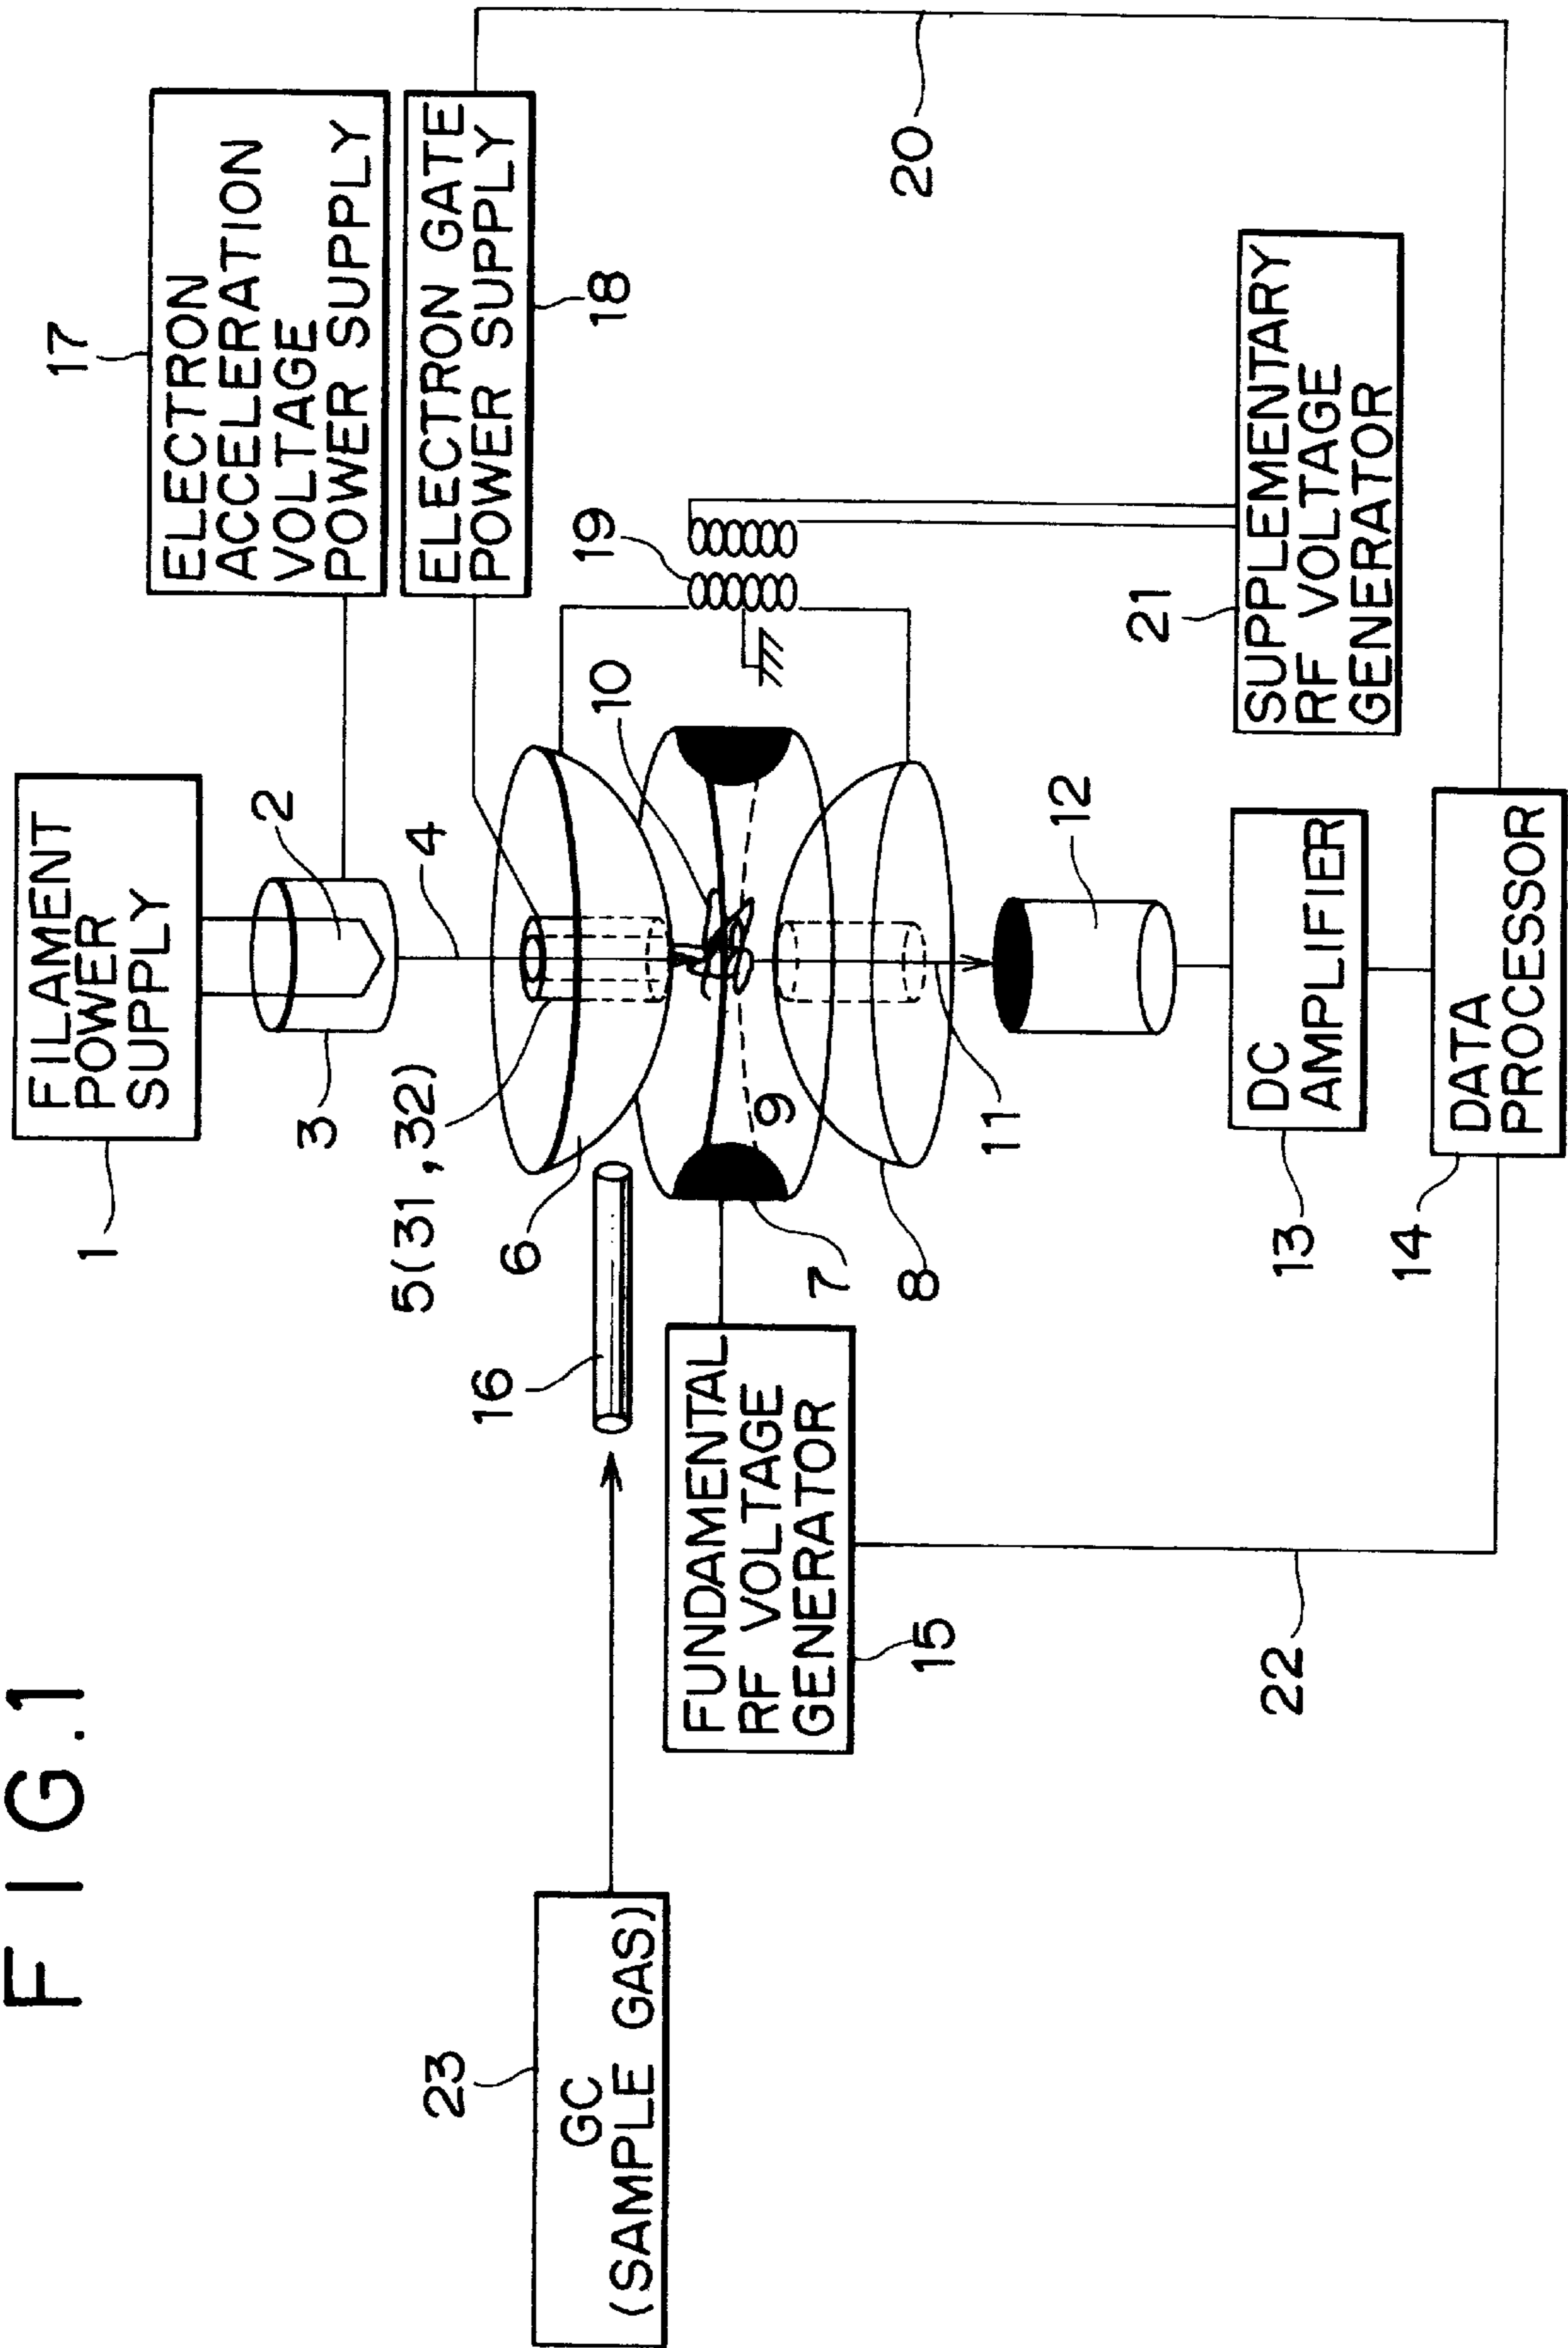 FIG.1
FILAMENT
POWER
SUPPLY
1
2
3
4
17
ELECTRON
ACCELERATION
VOLTAGE
POWER SUPPLY
ELECTRON GATE
POWER SUPPLY
18
20
5(31,32)
6
10
19
16
9
7
8
11
12
23
GC
(SAMPLE GAS)
FUNDAMENTAL
RF VOLTAGE
GENERATOR
15
22
21
SUPPLEMENTARY
RF VOLTAGE
GENERATOR
13
DC
AMPLIFIER
14
DATA
PROCESSOR